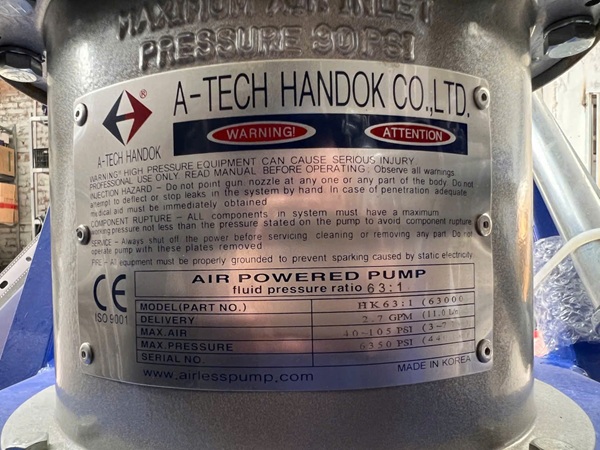 MAXIMUM AIR INLET
PRESSURE 90 PSI
®
A-TECH HANDOK CO.,LTD.
A-TECH HANDOK
WARNING!
ATTENTION
WARNING! HIGH PRESSURE EQUIPMENT CAN CAUSE SERIOUS INJURY
PROFESSIONAL USE ONLY. READ MANUAL BEFORE OPERATING. Observe all warnings
INJECTION HAZARD - Do not point gun nozzle at any one or any part of the body. Do not
attempt to deflect or stop leaks in the system by hand. In case of penetration adequate
medical aid must be immediately obtained
COMPONENT RUPTURE - ALL components in system must have a maximum
working pressure not less than the pressure stated on the pump to avoid component rupture
SERVICE - Always shut off the power before servicing cleaning or removing any part. Do not
operate pump with these plates removed
FIRE - All equipment must be properly grounded to prevent sparking caused by static electricity
CE
ISO 9001
AIR POWERED PUMP
fluid pressure ratio 63:1
MODEL(PART NO.) HK63:1 (63000
DELIVERY 2-7 GPM (11.0
MAX.AIR 40-105 PSI (3-7
MAX.PRESSURE 6350 PSI (44
SERIAL NO.
www.airlesspump.com
MADE IN KOREA